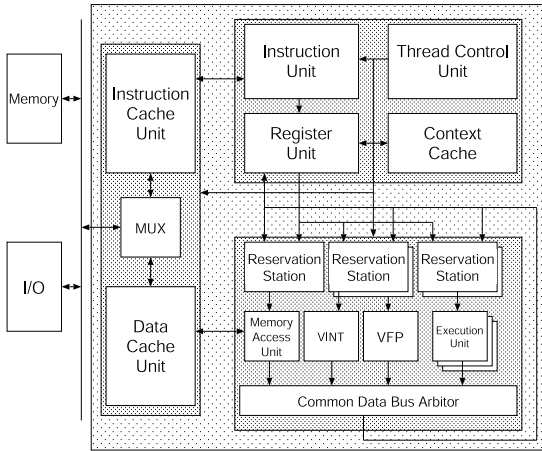 Memory
I/O
Instruction
Cache
Unit
MUX
Data
Cache
Unit
Instruction
Unit
Thread Control
Unit
Register
Unit
Context
Cache
Reservation
Station
Reservation
Station
Reservation
Station
Memory
Access
Unit
VINT
VFP
Execution
Unit
Common Data Bus Arbitor